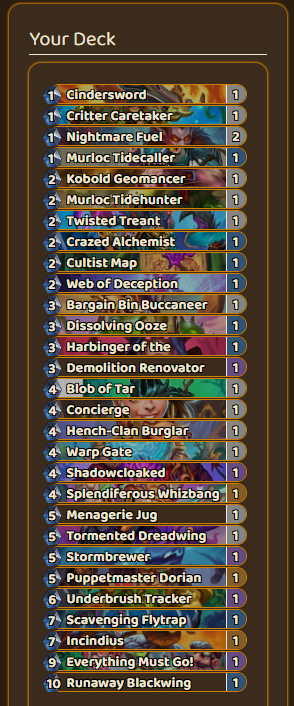 Your Deck
1 Cindersword 1
1 Critter Caretaker 1
1 Nightmare Fuel 2
1 Murloc Tidecaller 1
2 Kobold Geomancer 1
2 Murloc Tidehunter 1
2 Twisted Treant 1
2 Crazed Alchemist 1
2 Cultist Map 1
2 Web of Deception 1
3 Bargain Bin Buccaneer 1
3 Dissolving Ooze 1
3 Harbinger of the 1
3 Demolition Renovator 1
4 Blob of Tar 1
4 Concierge 1
4 Hench-Clan Burglar 1
4 Warp Gate 1
4 Shadowcloaked 1
4 Splendiferous Whizbang 1
5 Menagerie Jug 1
5 Tormented Dreadwing 1
5 Stormbrewer 1
5 Puppetmaster Dorian 1
6 Underbrush Tracker 1
7 Scavenging Flytrap 1
7 Incindius 1
9 Everything Must Go! 1
10 Runaway Blackwing 1